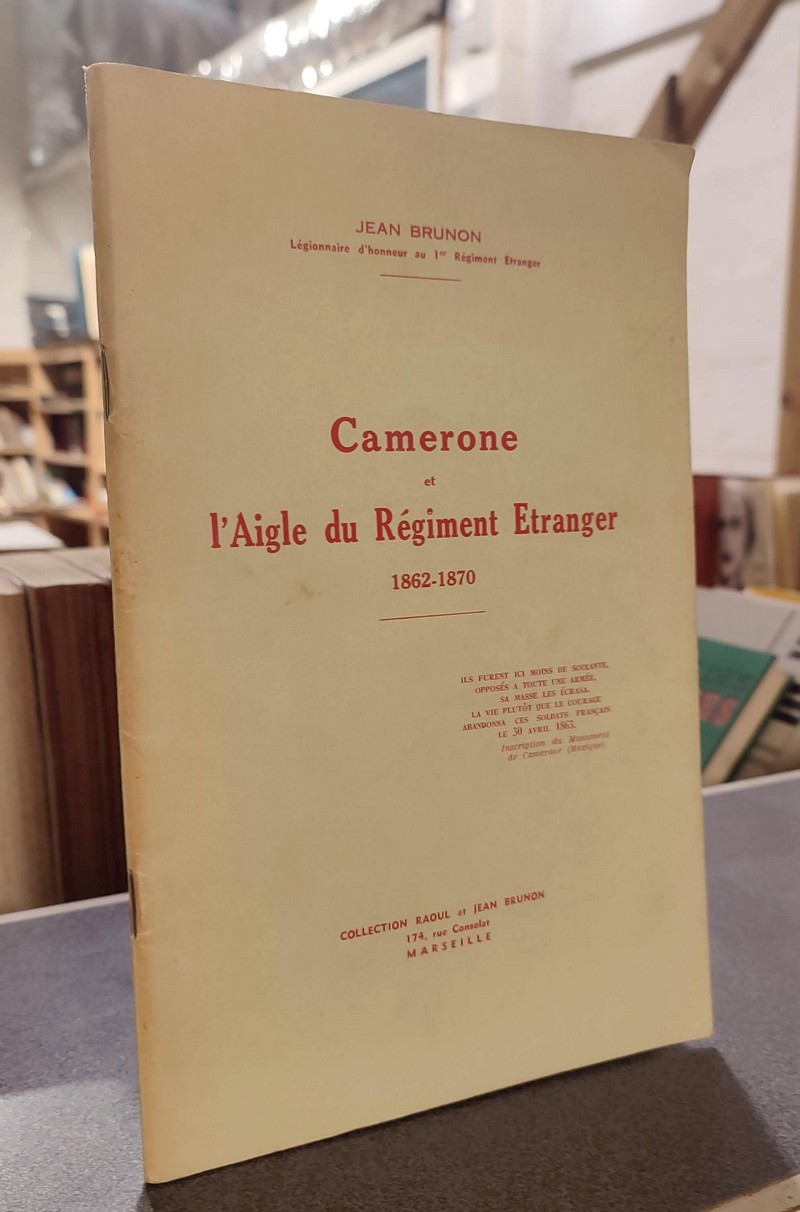 JEAN BRUNON
Légionnaire d'honneur au 1er Régiment Étranger
Camerone
et
l'Aigle du Régiment Etranger
1862-1870
ILS FURENT ICI MOINS DE SOIXANTE,
OPPOSÉS A TOUTE UNE ARMÉE,
SA MASSE LES ÉCRASA.
LA VIE PLUTÔT QUE LE COURAGE
ABANDONNA CES SOLDATS FRANÇAIS
LE 30 AVRIL 1863.
Inscription du Monument
de Camerone (Mexique)
COLLECTION RAOUL et JEAN BRUNON
174, rue Consolat
MARSEILLE